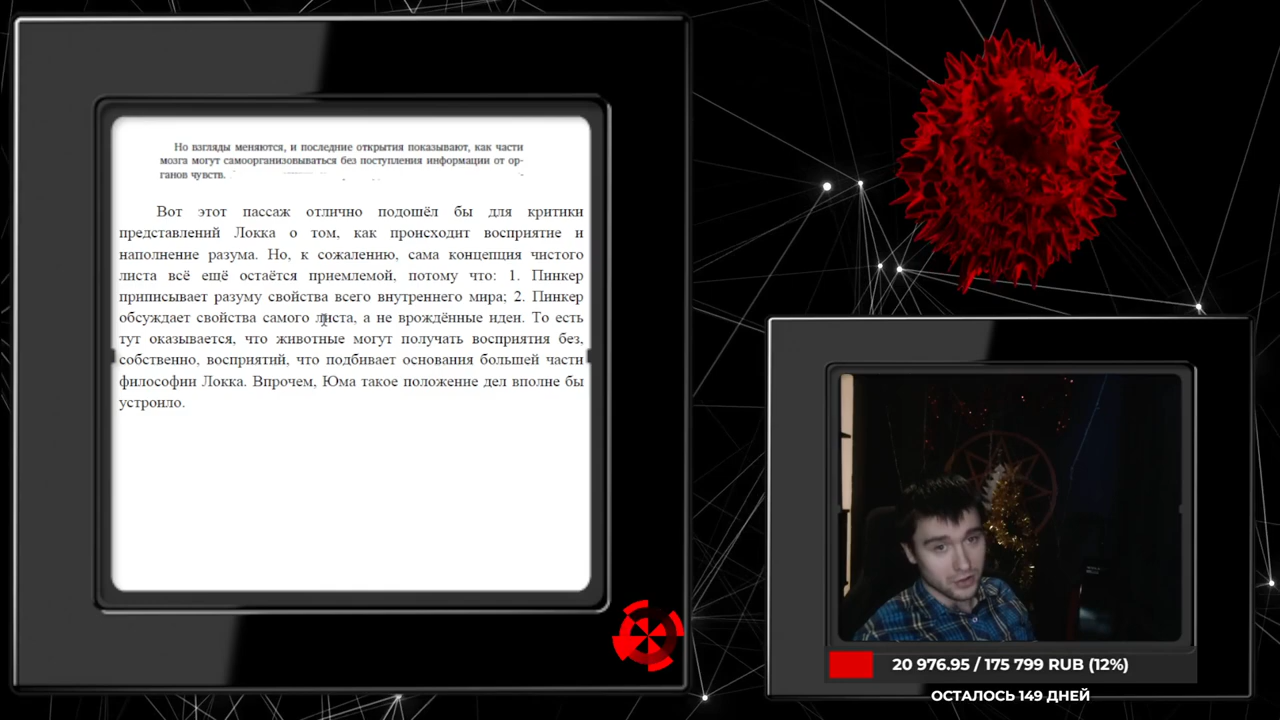 Но взгляды меняются, и последние открытия показывают, как части
мозга могут самоорганизовываться без поступления информации от ор-
ганов чувств.
Вот этот пассаж отлично подошёл бы для критики
представлений Локка о том, как происходит восприятие и
наполнение разума. Но, к сожалению, сама концепция чистого
листа всё ещё остаётся приемлемой, потому что: 1. Пинкер
приписывает разуму свойства всего внутреннего мира; 2. Пинкер
обсуждает свойства самого листа, а не врождённые идеи. То есть
тут оказывается, что животные могут получать восприятия без,
собственно, восприятий, что подбивает основания большей части
философии Локка. Впрочем, Юма такое положение дел вполне бы
устроило.
20 976.95 / 175 799 RUB (12%)
ОСТАЛОСЬ 149 ДНЕЙ